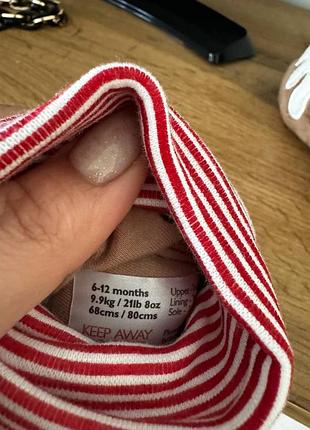 6-12 months
9.9kg / 21lb 8oz
68cms / 80cms
KEEP AWAY
Upper
Lining
Sole